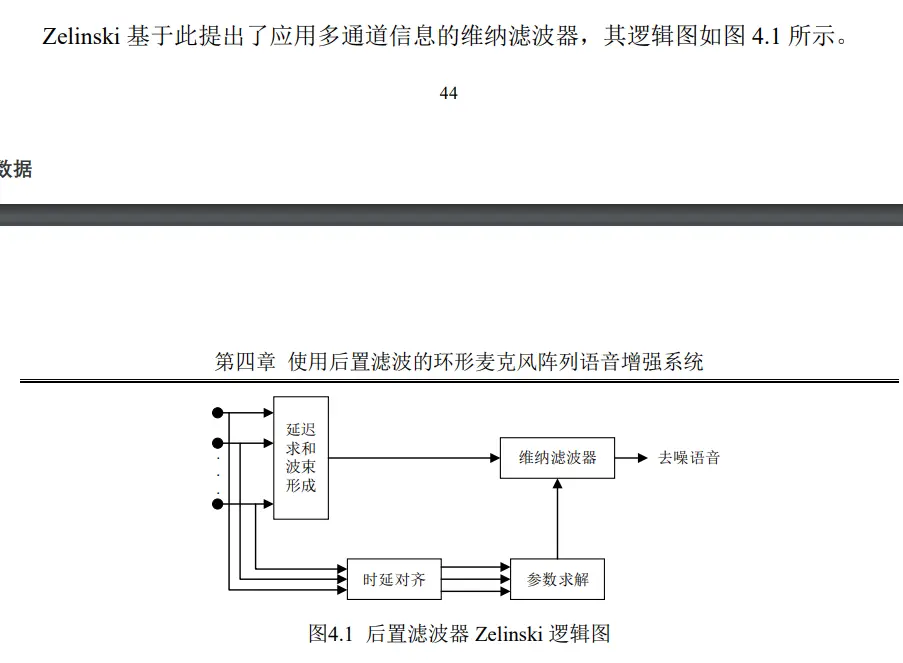 Zelinski 基于此提出了应用多通道信息的维纳滤波器，其逻辑图如图 4.1 所示。
44
数据
第四章 使用后置滤波的环形麦克风阵列语音增强系统
延迟
求和
波束
形成
维纳滤波器
去噪语音
时延对齐
参数求解
图4.1 后置滤波器 Zelinski 逻辑图